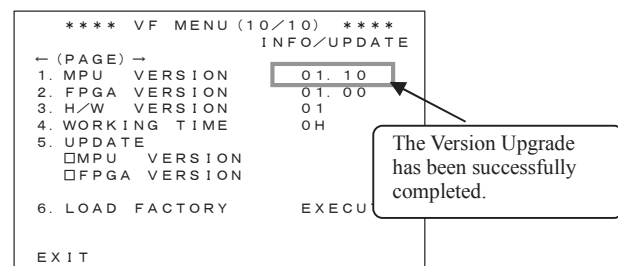 **** VF MENU(10/10) ****
INFO/UPDATE
←(PAGE)→
1. MPU VERSION 01.10
2. FPGA VERSION 01.00
3. H/W VERSION 01
4. WORKING TIME 0H
5. UPDATE
□MPU VERSION
□FPGA VERSION
The Version Upgrade
has been successfully
completed.
6. LOAD FACTORY EXECU
EXIT